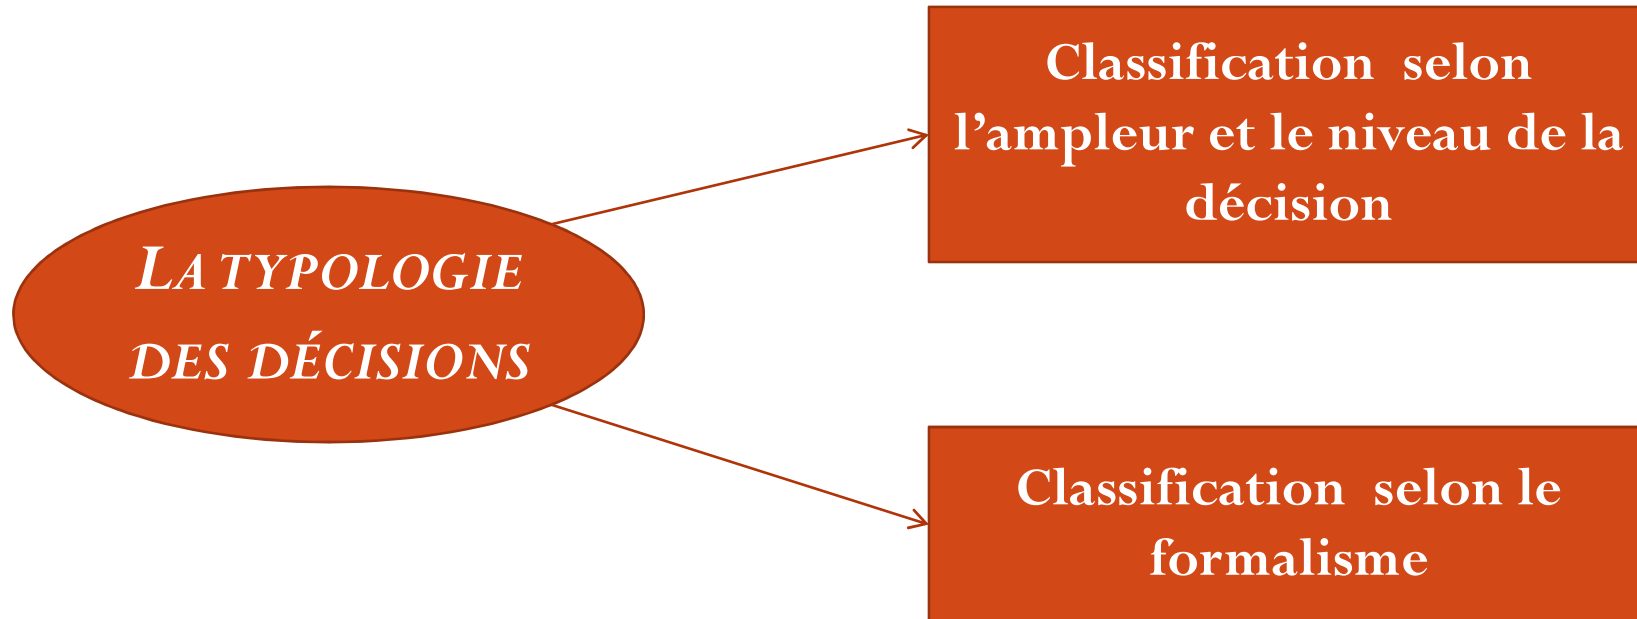 LA TYPOLOGIE
DES DÉCISIONS
Classification selon
l’ampleur et le niveau de la
décision
Classification selon le
formalisme